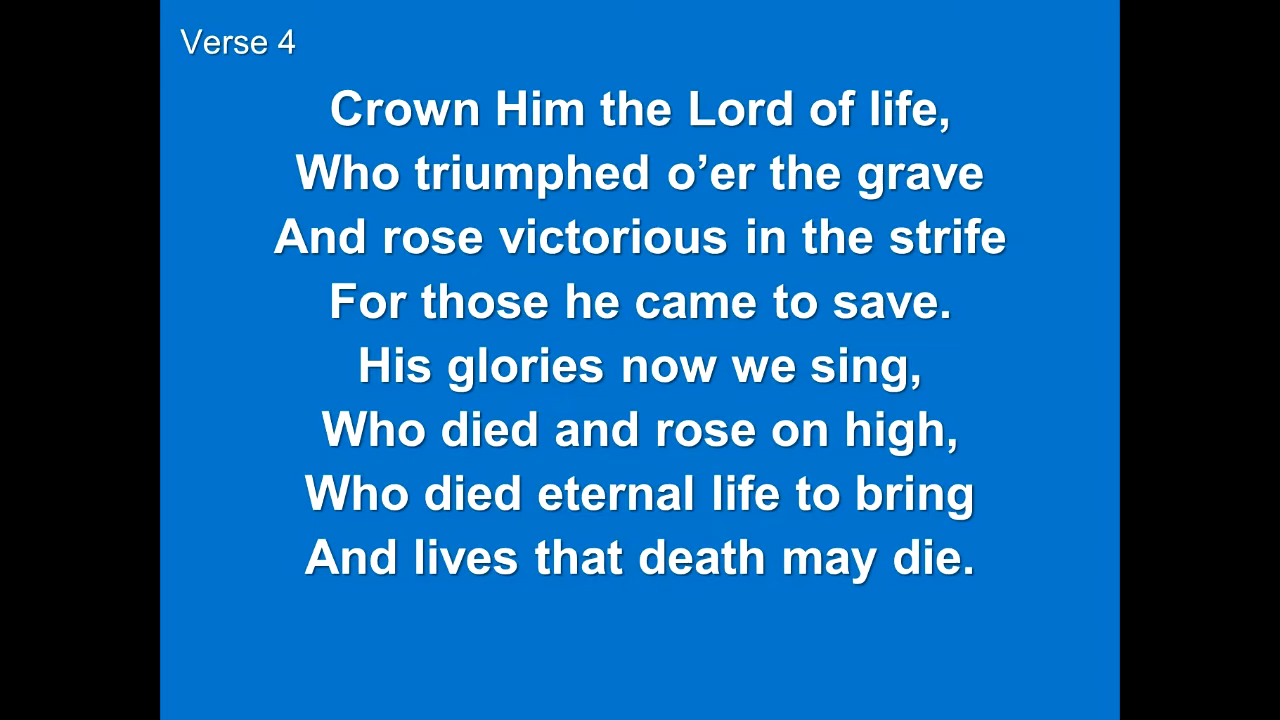 Verse 4
Crown Him the Lord of life,
Who triumphed o’er the grave
And rose victorious in the strife
For those he came to save.
His glories now we sing,
Who died and rose on high,
Who died eternal life to bring
And lives that death may die.